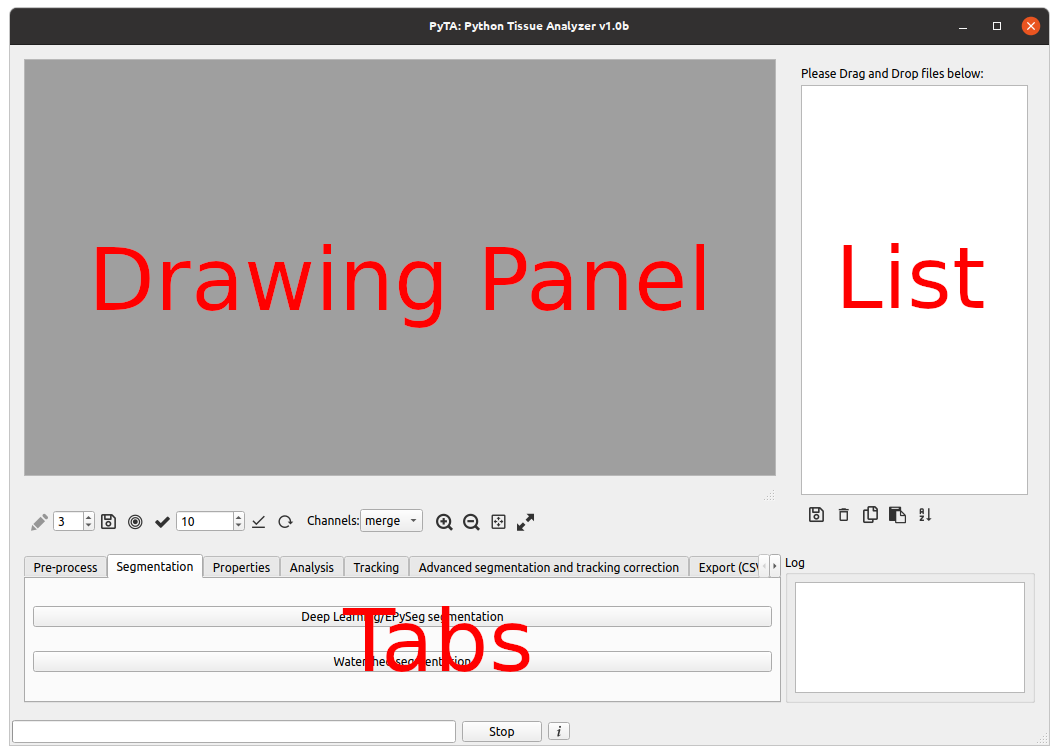 PyTA: Python Tissue Analyzer v1.0b
Please Drag and Drop files below:
Drawing Panel
List
3
10
Channels: merge
Pre-process Segmentation Properties Analysis Tracking Advanced segmentation and tracking correction Export (CSV
Log
Deep Learning/EPySeg segmentation
Tabs
Watershed segmentation
Stop i